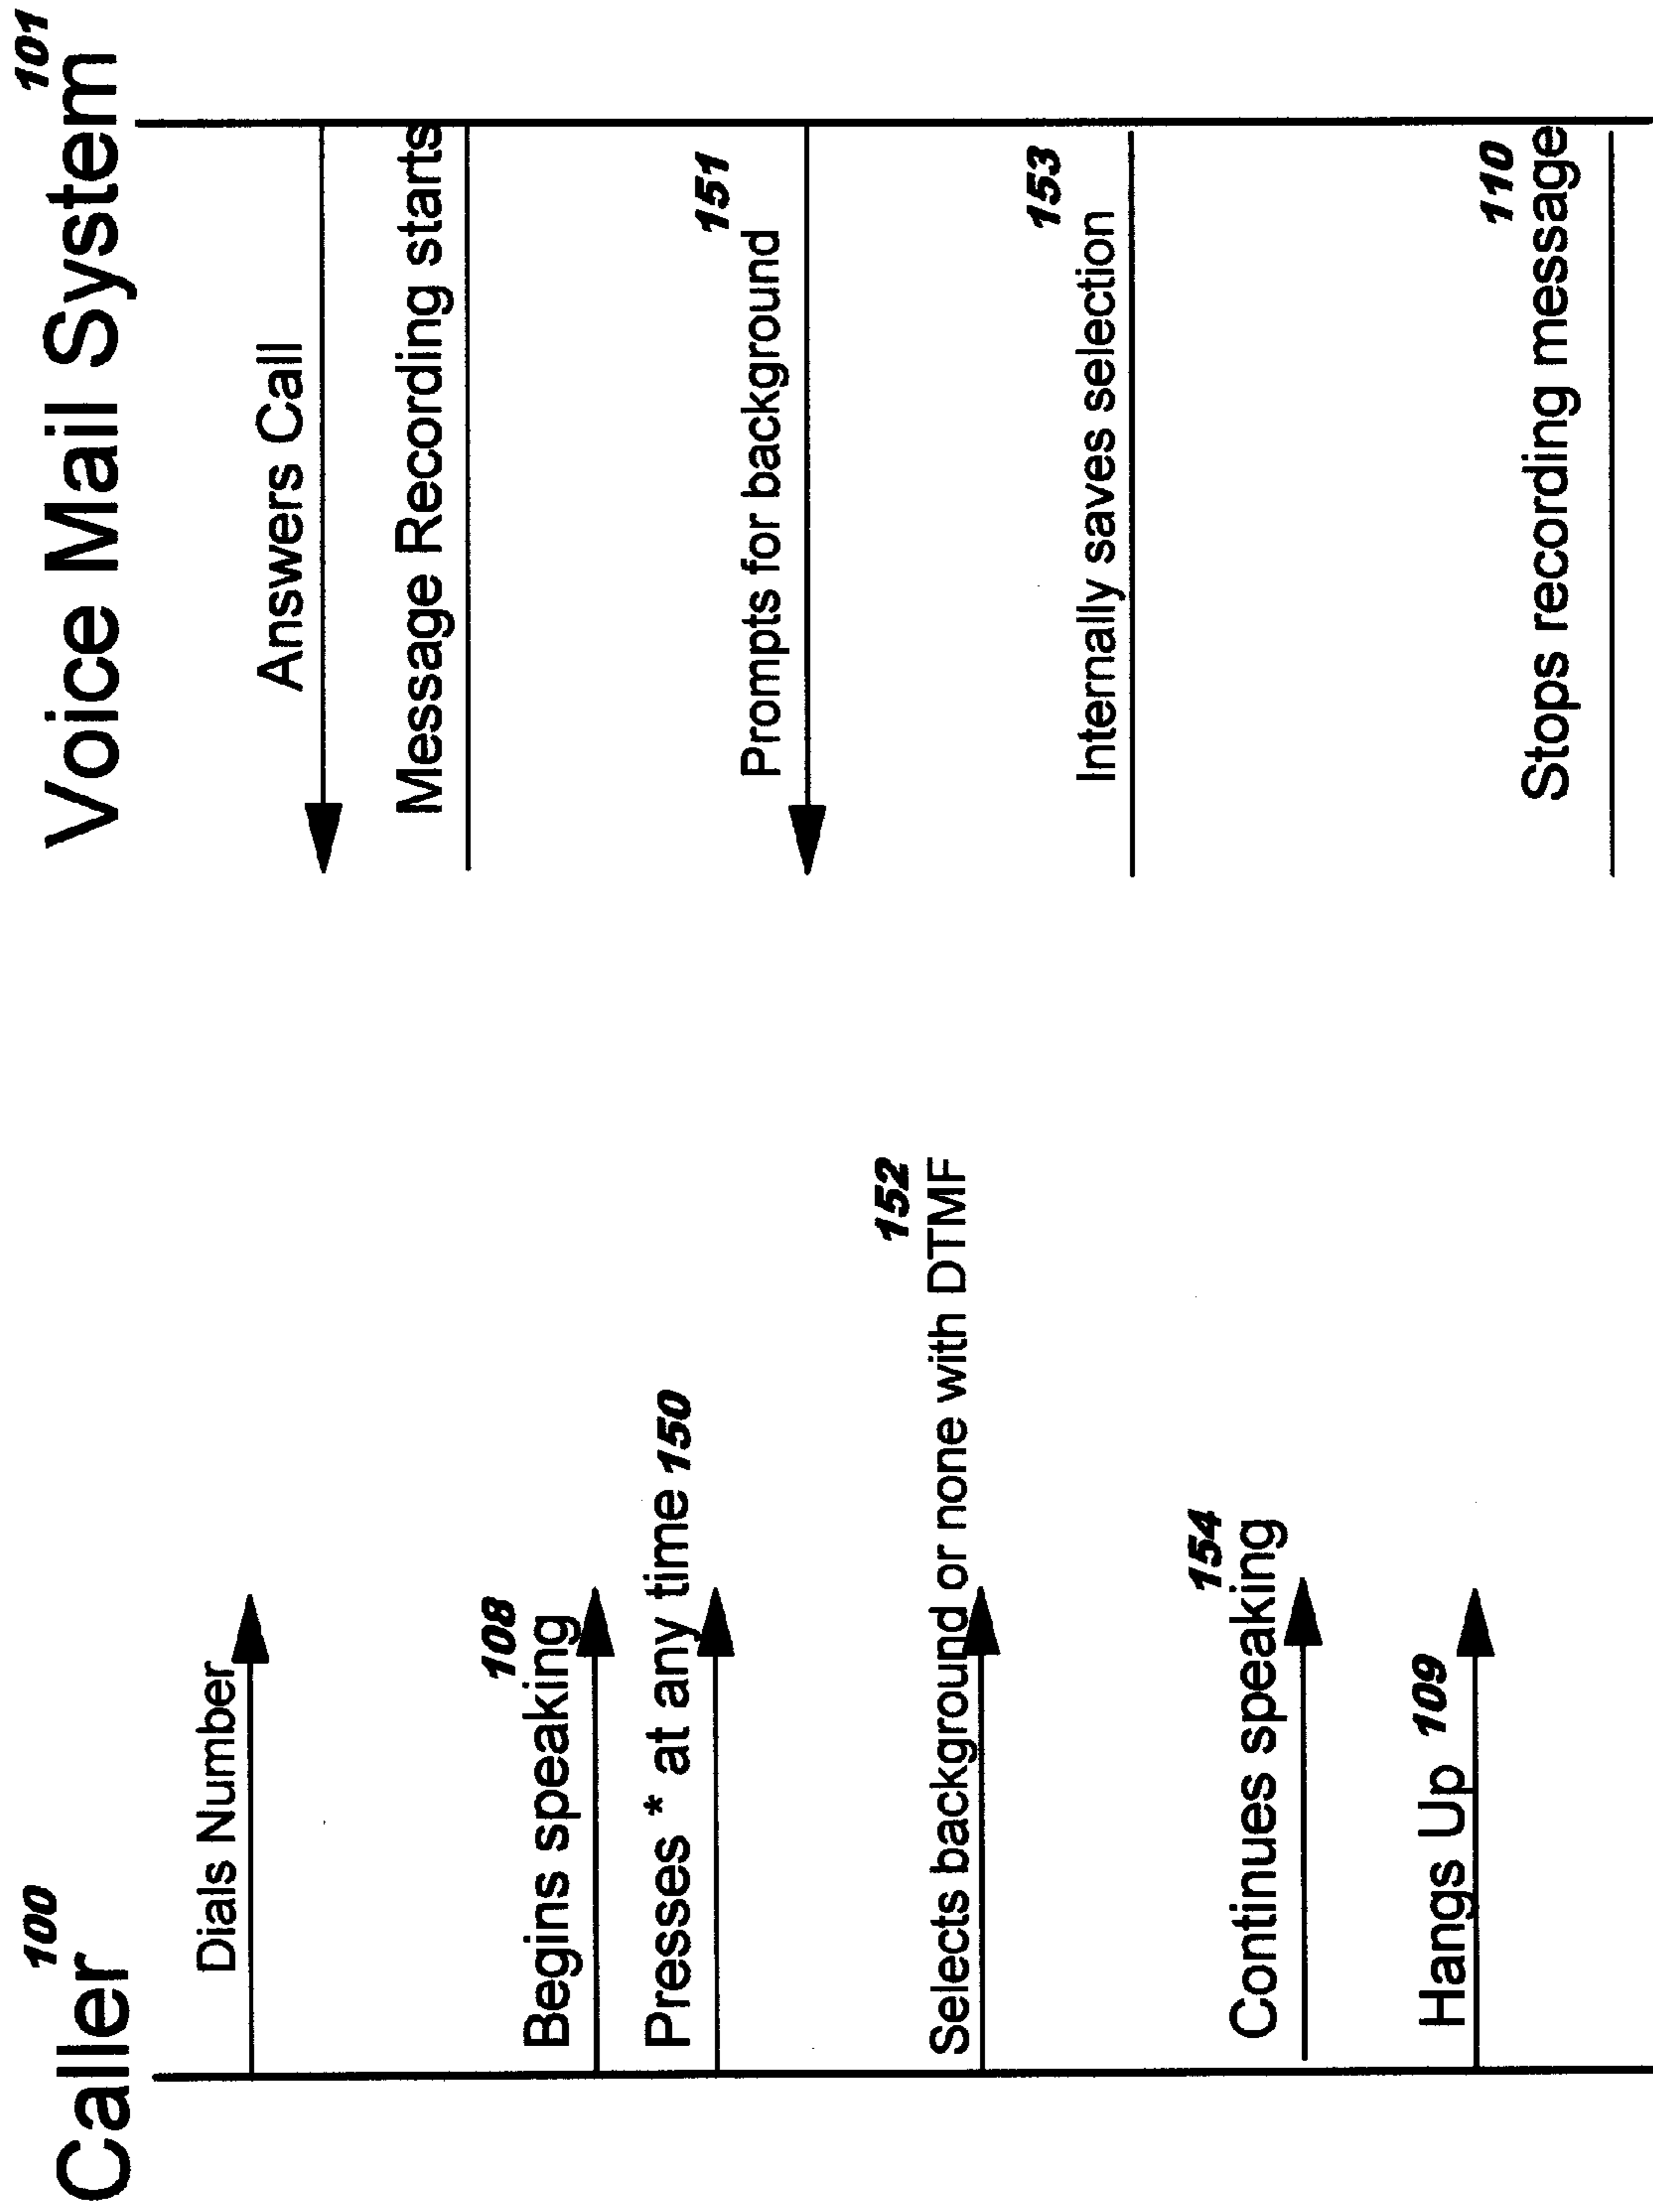 Caller 100
Voice Mail System 101
Dials Number
Answers Call
Message Recording starts
108
Begins speaking
Presses * at any time 150
151
Prompts for background
152
Selects background or none with DTMF
153
Internally saves selection
154
Continues speaking
Hangs Up 109
110
Stops recording message